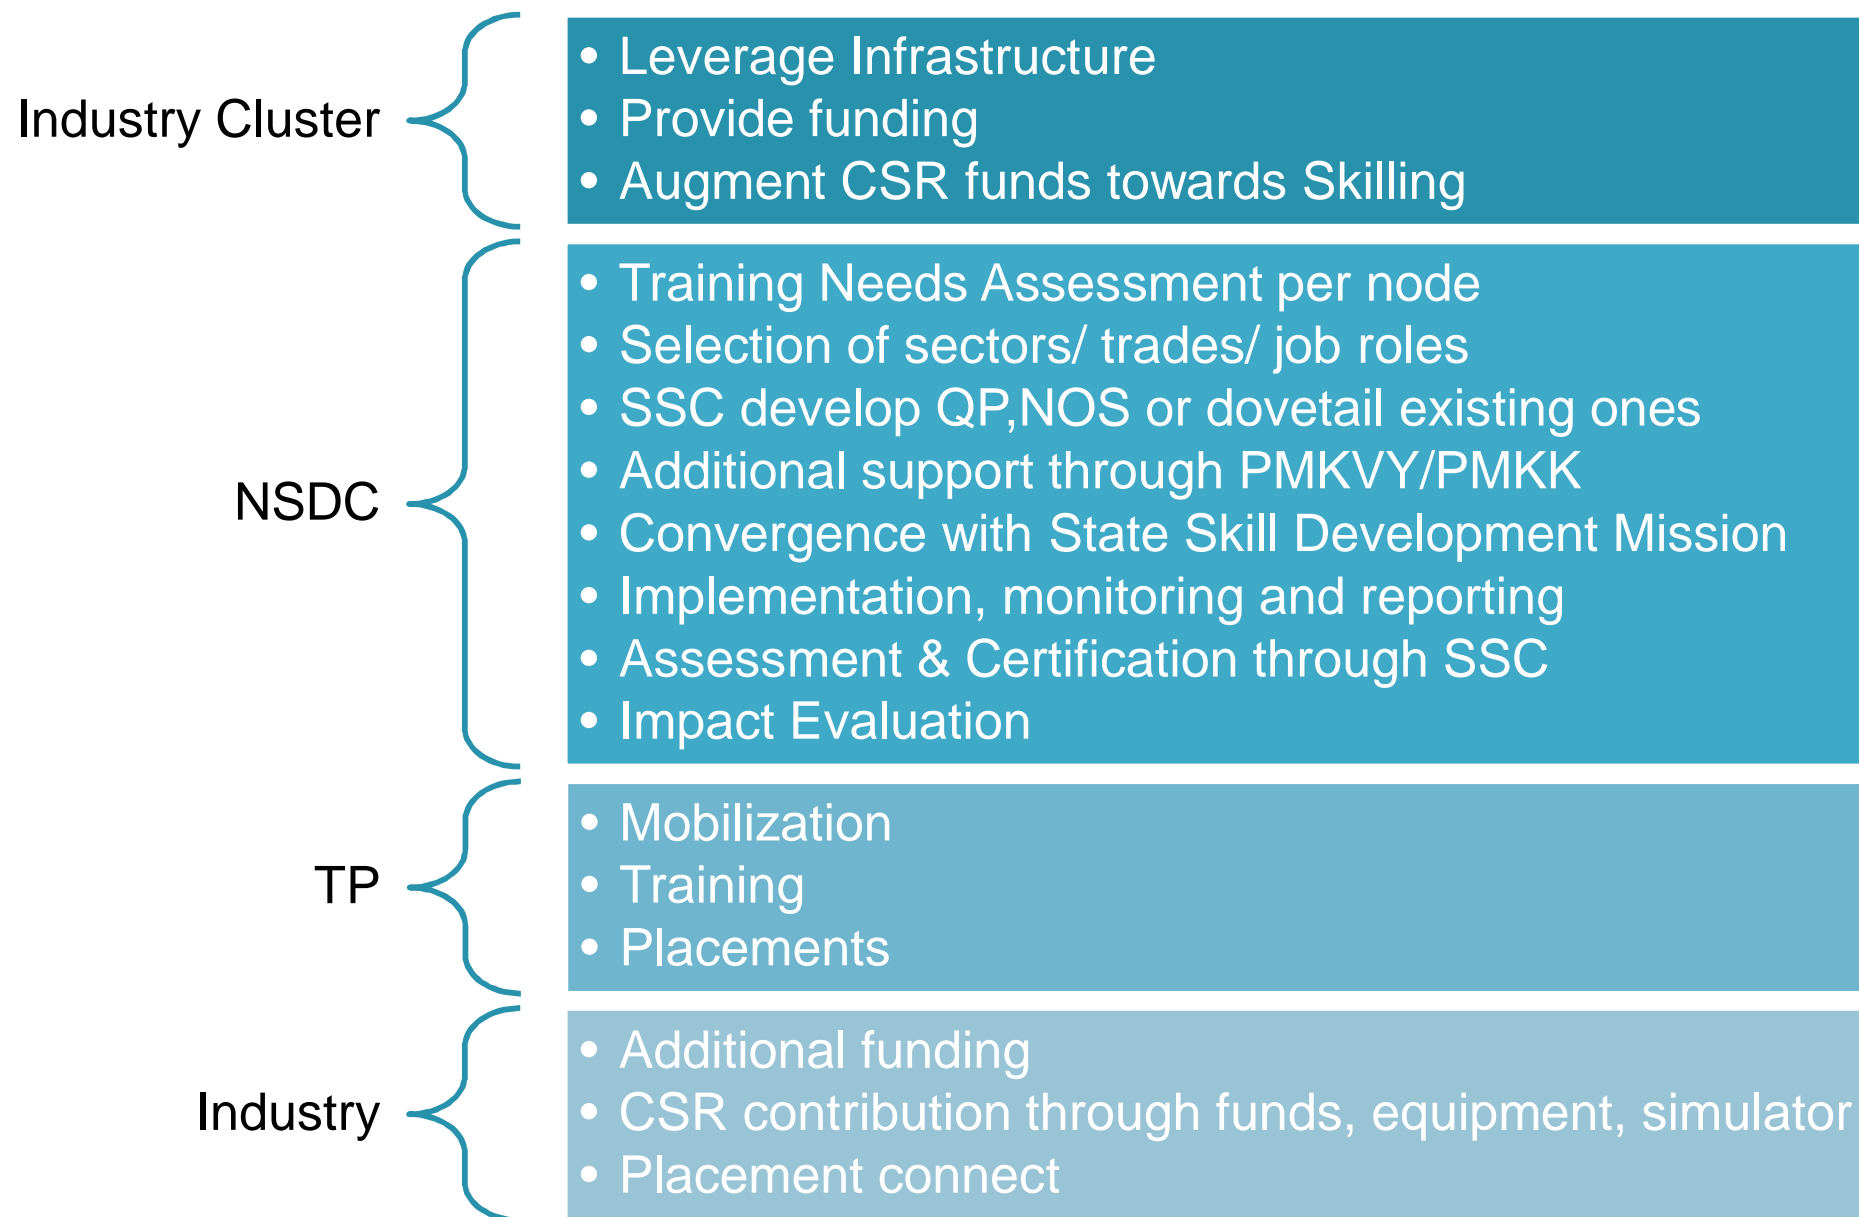 Industry Cluster
• Leverage Infrastructure
• Provide funding
• Augment CSR funds towards Skilling
NSDC
• Training Needs Assessment per node
• Selection of sectors/ trades/ job roles
• SSC develop QP,NOS or dovetail existing ones
• Additional support through PMKVY/PMKK
• Convergence with State Skill Development Mission
• Implementation, monitoring and reporting
• Assessment & Certification through SSC
• Impact Evaluation
TP
• Mobilization
• Training
• Placements
Industry
• Additional funding
• CSR contribution through funds, equipment, simulator
• Placement connect